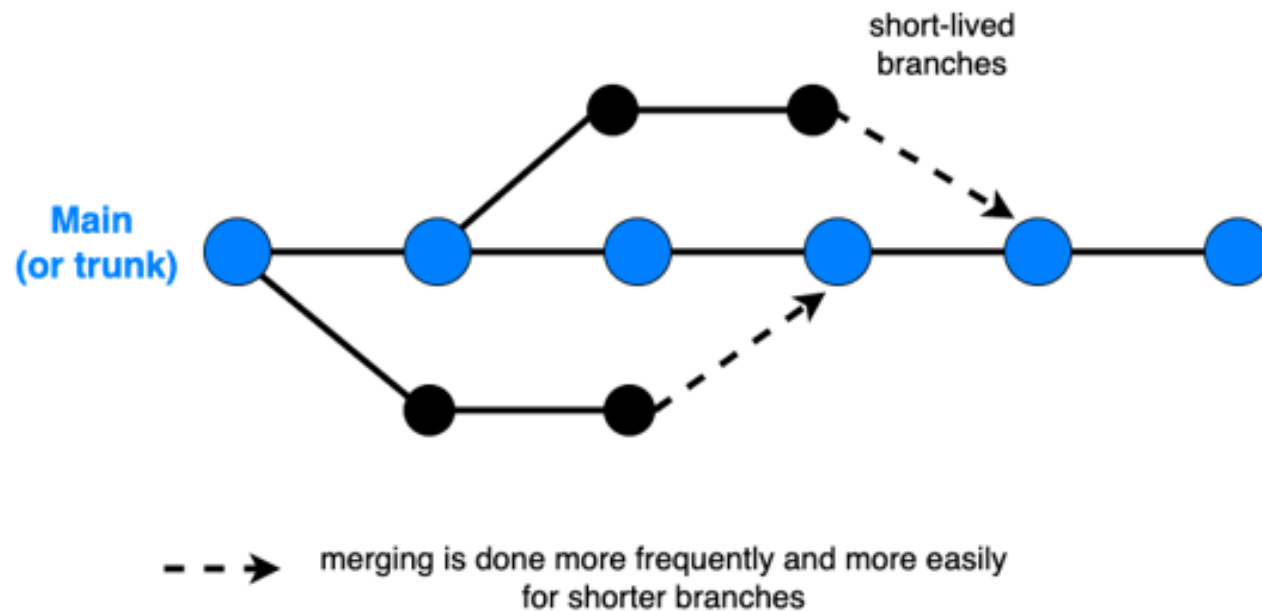 short-lived
branches
Main
(or trunk)
merging is done more frequently and more easily
for shorter branches